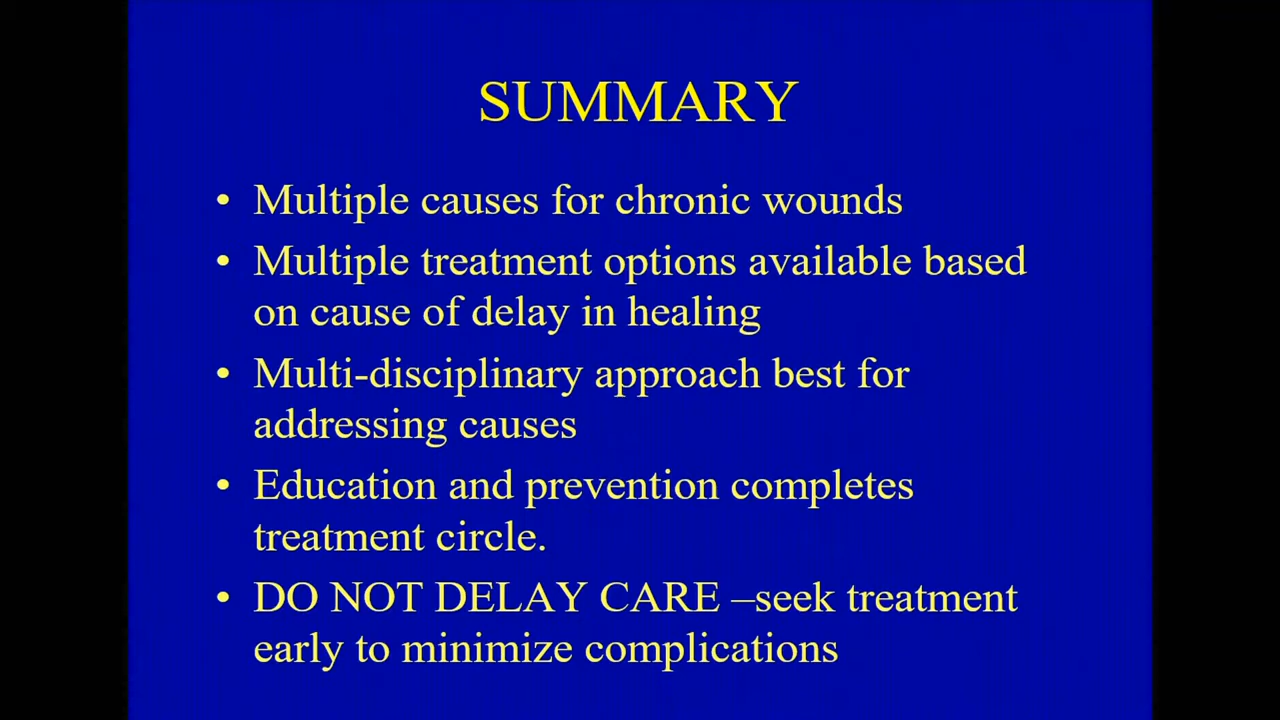 SUMMARY
• Multiple causes for chronic wounds
• Multiple treatment options available based
on cause of delay in healing
• Multi-disciplinary approach best for
addressing causes
• Education and prevention completes
treatment circle.
• DO NOT DELAY CARE –seek treatment
early to minimize complications